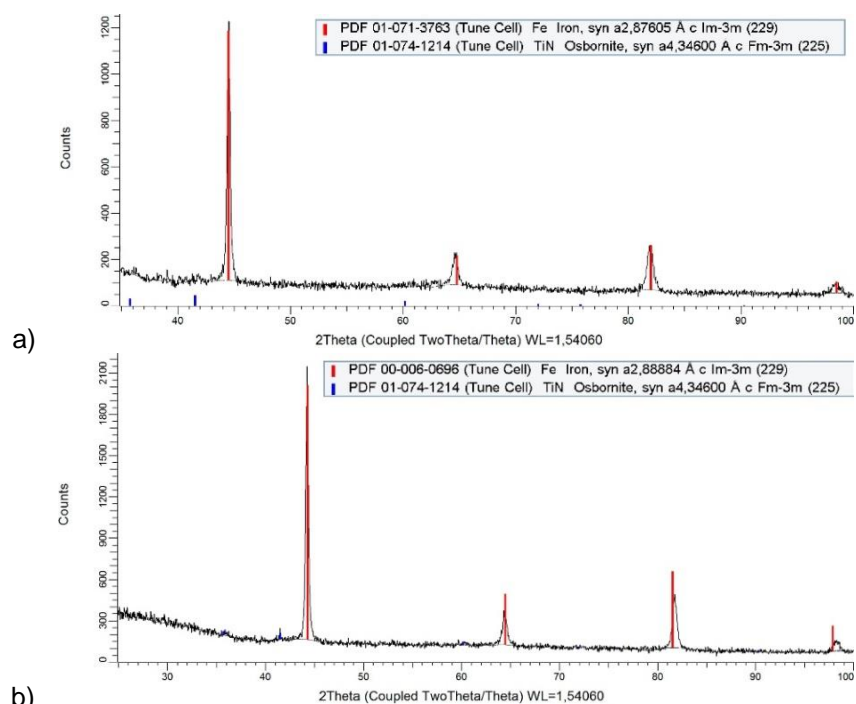 1200
1000
800
600
400
200
0
Counts
PDF 01-071-3763 (Tune Cell) Fe Iron, syn a2,87605 Å c Im-3m (229)
PDF 01-074-1214 (Tune Cell) TiN Osbornite, syn a4,34600 A c Fm-3m (225)
40 50 60 70 80 90 100
2Theta (Coupled TwoTheta/Theta) WL=1,54060
a)
2100
1800
1500
1200
900
600
300
0
Counts
PDF 00-006-0696 (Tune Cell) Fe Iron, syn a2,88884 Å c Im-3m (229)
PDF 01-074-1214 (Tune Cell) TiN Osbornite, syn a4,34600 Å c Fm-3m (225)
30 40 50 60 70 80 90 100
2Theta (Coupled TwoTheta/Theta) WL=1,54060
b)